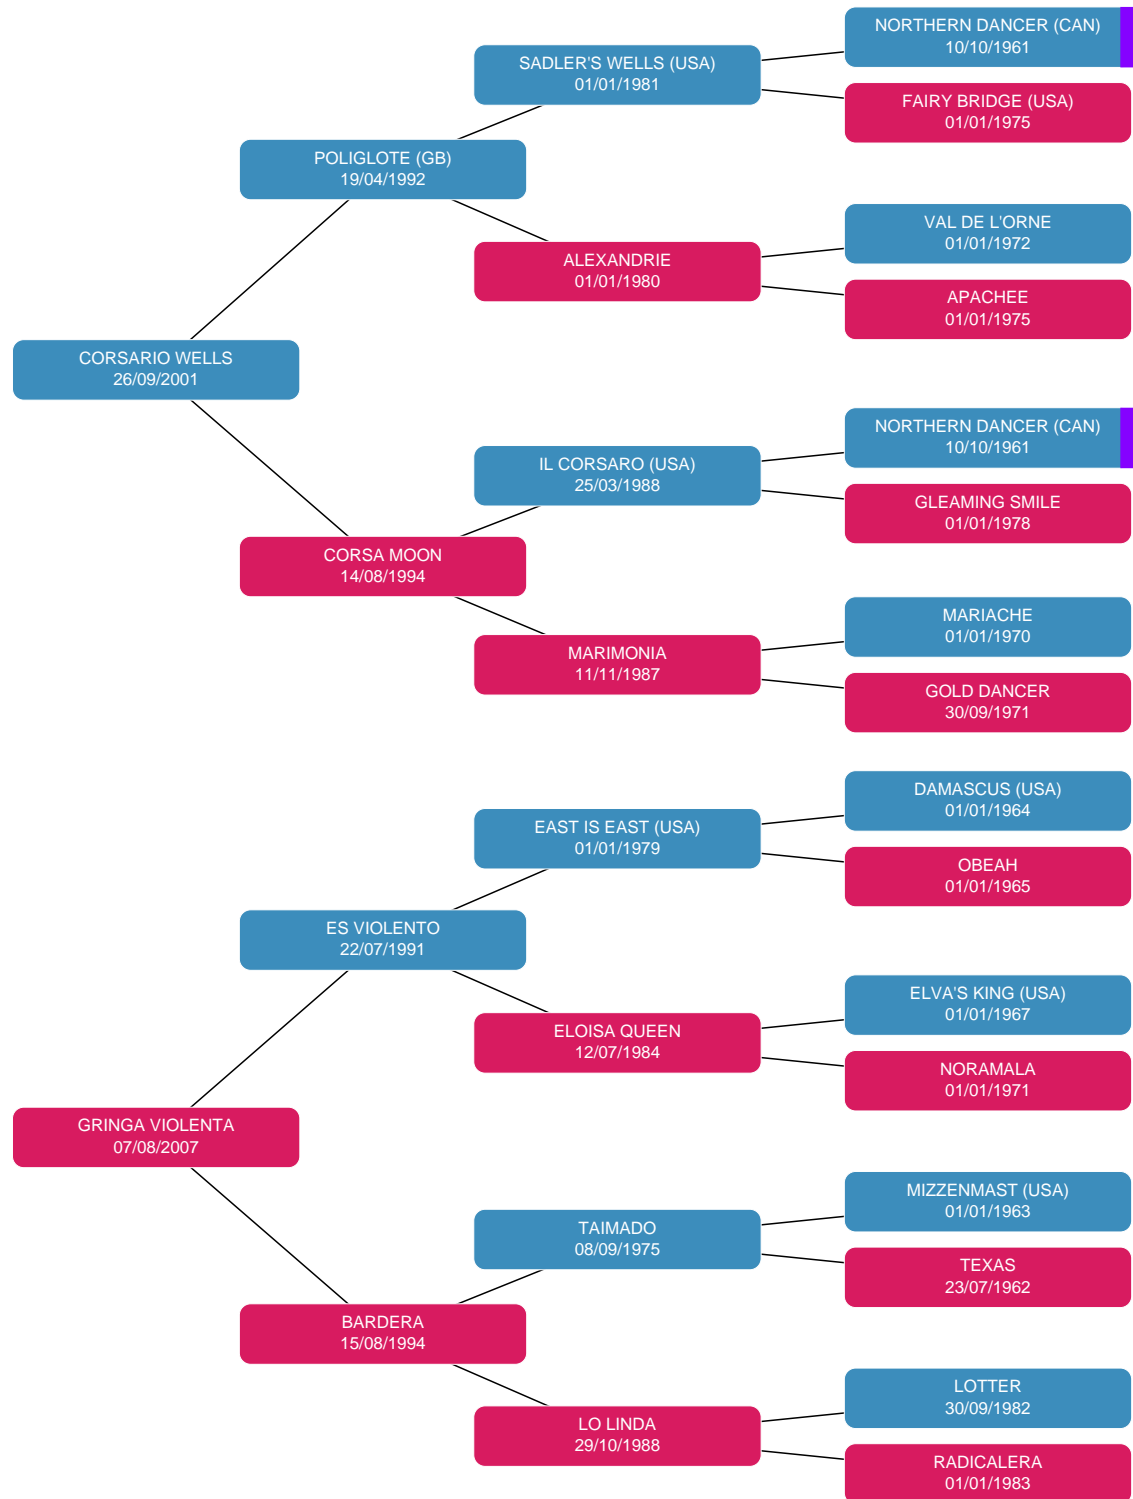 NORTHERN DANCER (CAN)
10/10/1961
SADLER'S WELLS (USA)
01/01/1981
FAIRY BRIDGE (USA)
01/01/1975
POLIGLOTE (GB)
19/04/1992
VAL DE L'ORNE
01/01/1972
ALEXANDRIE
01/01/1980
APACHEE
01/01/1975
CORSARIO WELLS
26/09/2001
NORTHERN DANCER (CAN)
10/10/1961
IL CORSARO (USA)
25/03/1988
GLEAMING SMILE
01/01/1978
CORSA MOON
14/08/1994
MARIACHE
01/01/1970
MARIMONIA
11/11/1987
GOLD DANCER
30/09/1971
DAMASCUS (USA)
01/01/1964
EAST IS EAST (USA)
01/01/1979
OBEAH
01/01/1965
ES VIOLENTO
22/07/1991
ELVA'S KING (USA)
01/01/1967
ELOISA QUEEN
12/07/1984
NORAMALA
01/01/1971
GRINGA VIOLENTA
07/08/2007
MIZZENMAST (USA)
01/01/1963
TAIMADO
08/09/1975
TEXAS
23/07/1962
BARDERA
15/08/1994
LOTTER
30/09/1982
LO LINDA
29/10/1988
RADICALERA
01/01/1983